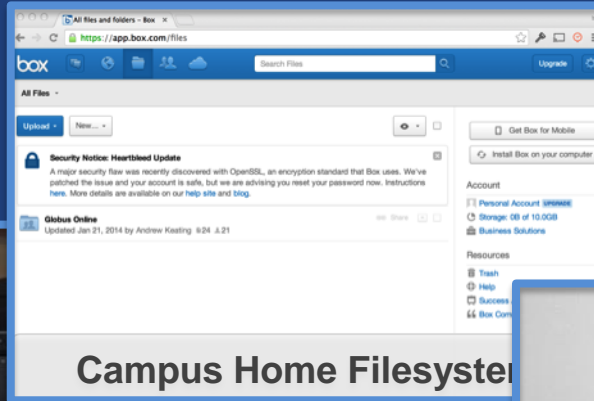 All files and folders – Box
https://app.box.com/files
box
Search Files
Upgrade
All Files
Upload
New...
Get Box for Mobile
Install Box on your computer
Security Notice: Heartbleed Update
A major security flaw was recently discovered with OpenSSL, an encryption standard that Box uses. We've
patched the issue and your account is safe, but we are advising you reset your password now. Instructions
here. More details are available on our help site and blog.
Globus Online
Updated Jan 21, 2014 by Andrew Keating 24 21
Share
Account
Personal Account UPGRADE
Storage: 0B of 10.0GB
Business Solutions
Resources
Trash
Help
Success
Box Com
Campus Home Filesyste